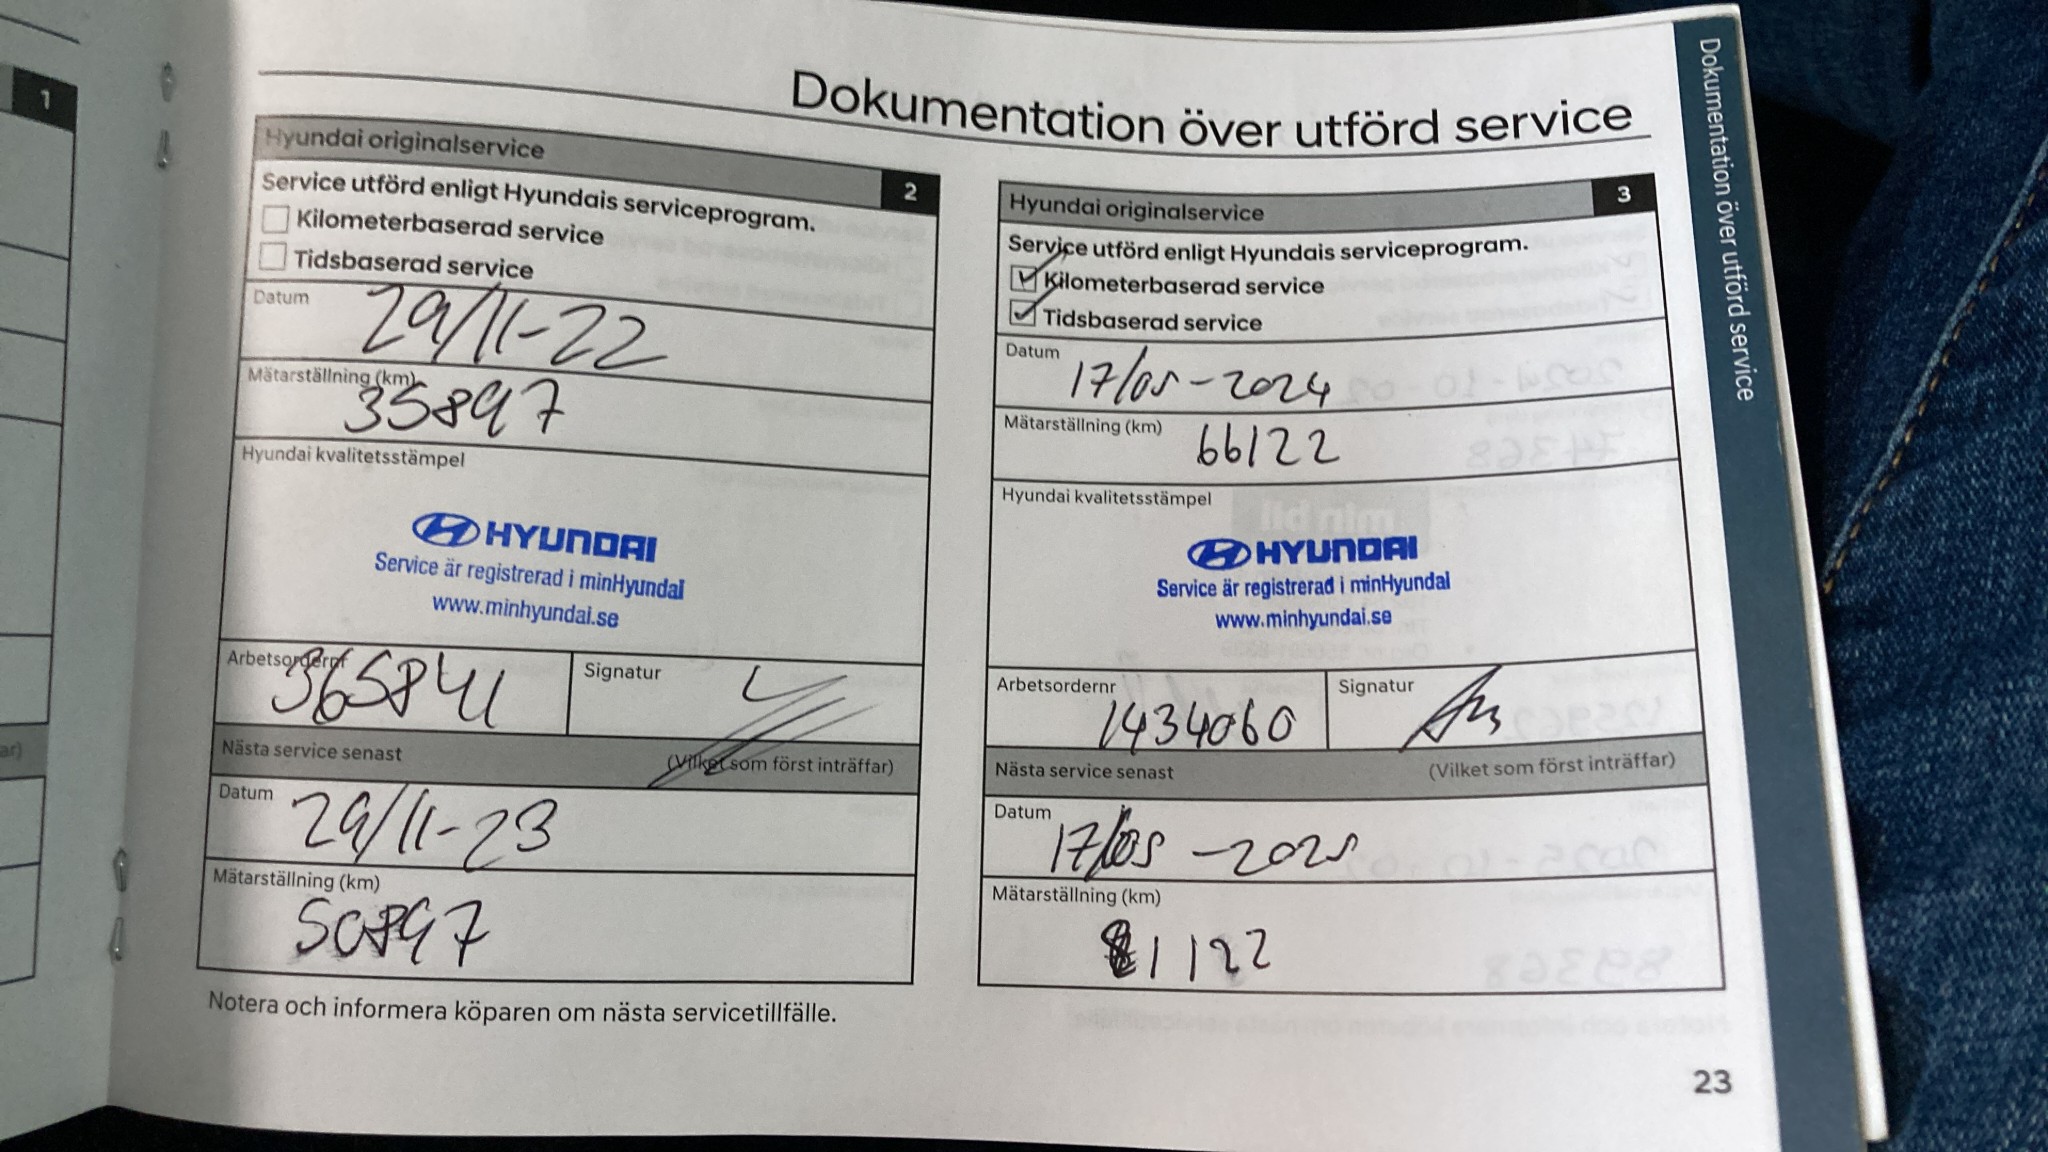 Dokumentation över utförd service
1
ar)
Hyundai originalservice
2
Service utförd enligt Hyundais serviceprogram.
Kilometerbaserad service
Tidsbaserad service
Datum
29/11-22
Mätarställning (km)
35897
Hyundai kvalitetsstämpel
HYUNDAI
Service är registrerad i minHyundai
www.minhyundai.se
Arbetsordernr
365841
Signatur
Nästa service senast
(Vilket som först inträffar)
Datum
29/11-23
Mätarställning (km)
50897
Notera och informera köparen om nästa servicetillfälle.
Hyundai originalservice
3
Service utförd enligt Hyundais serviceprogram.
Kilometerbaserad service
Tidsbaserad service
Datum
17/05-2024
Mätarställning (km)
66122
Hyundai kvalitetsstämpel
HYUNDAI
Service är registrerad i minHyundai
www.minhyundai.se
Arbetsordernr
1434060
Signatur
Nästa service senast
(Vilket som först inträffar)
Datum
17/05-2025
Mätarställning (km)
81122
23
Dokumentation över utförd service